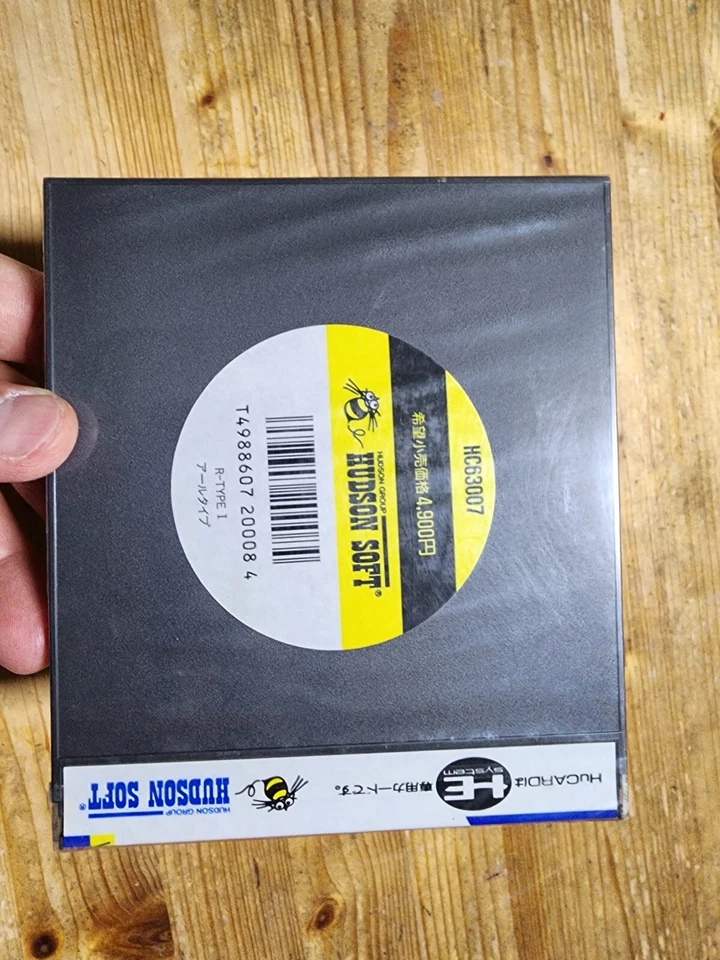 HC63007
希望小売価格4,900円
HUDSON GROUP
HUDSON SOFT®
T4988607 200084
R-TYPE I
アールタイプ
HuCARDは
HE
system
専用カードです。
HUDSON GROUP
HUDSON SOFT®